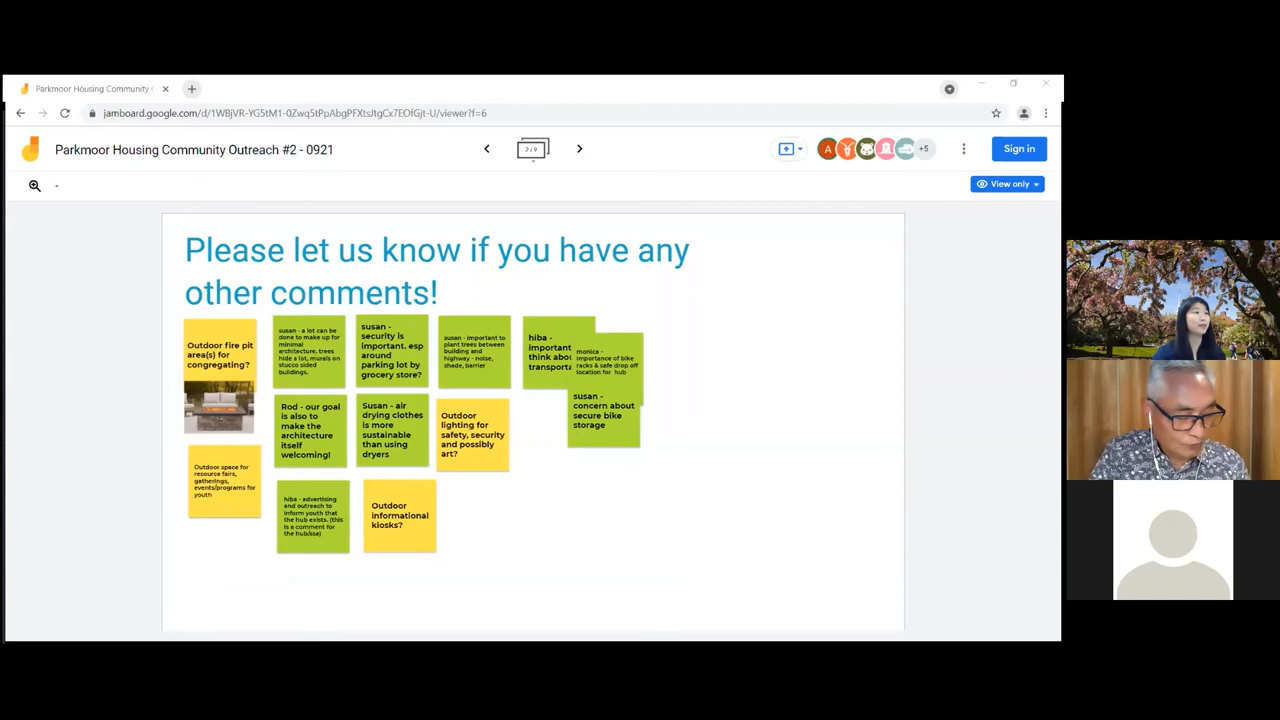 Parkmoor Housing Community
jamboard.google.com/d/1WBjVR-YG5tM1-0Zwq5tPpAbgPFXtsJtgCx7EOfGjt-U/viewer?f=6
Parkmoor Housing Community Outreach #2 - 0921
7 / 9
A
+5
Sign in
View only
Please let us know if you have any
other comments!
Outdoor fire pit
area(s) for
congregating?
susan - a lot can be
done to make up for
minimal
architecture. trees
hide a lot, murals on
stucco sided
buildings.
susan -
security is
important. esp
around
parking lot by
grocery store?
susan - important to
plant trees between
building and
highway - noise,
shade, barrier
hiba -
important
think abou
transporta
monica -
importance of bike
racks & safe drop off
location for hub
susan -
concern about
secure bike
storage
Rod - our goal
is also to
make the
architecture
itself
welcoming!
Susan - air
drying clothes
is more
sustainable
than using
dryers
Outdoor
lighting for
safety, security
and possibly
art?
Outdoor space for
resource fairs,
gatherings,
events/programs for
youth
hiba - advertising
and outreach to
inform youth that
the hub exists. (this
is a comment for
the hub/ssa)
Outdoor
informational
kiosks?